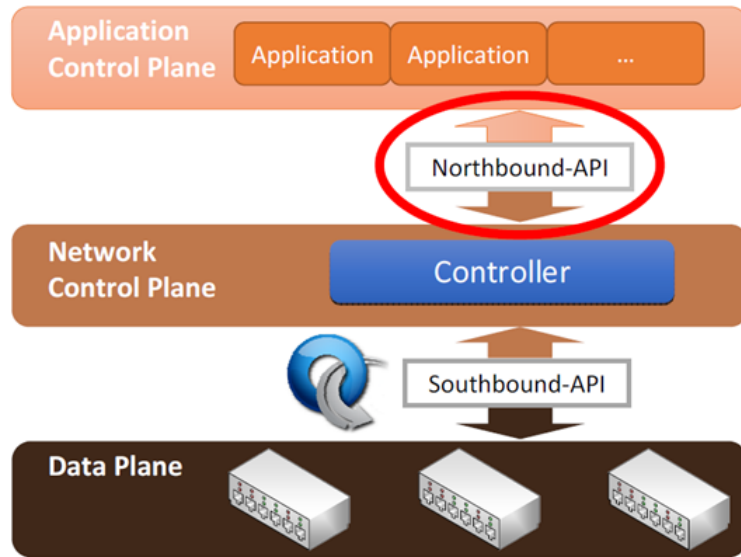 Application
Control Plane
Application
Application
...
Northbound-API
Network
Control Plane
Controller
Southbound-API
Data Plane